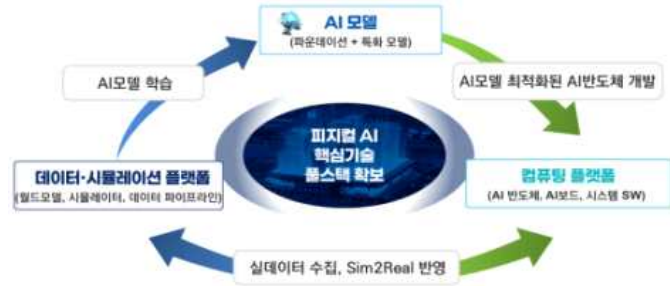 AI 모델
(파운데이션 + 특화 모델)
AI모델 학습
AI모델 최적화된 AI반도체 개발
피지컬 AI
핵심기술
풀스택 확보
데이터·시뮬레이션 플랫폼
(월드모델, 시뮬레이터, 데이터 파이프라인)
컴퓨팅 플랫폼
(AI 반도체, AI보드, 시스템 SW)
실데이터 수집, Sim2Real 반영